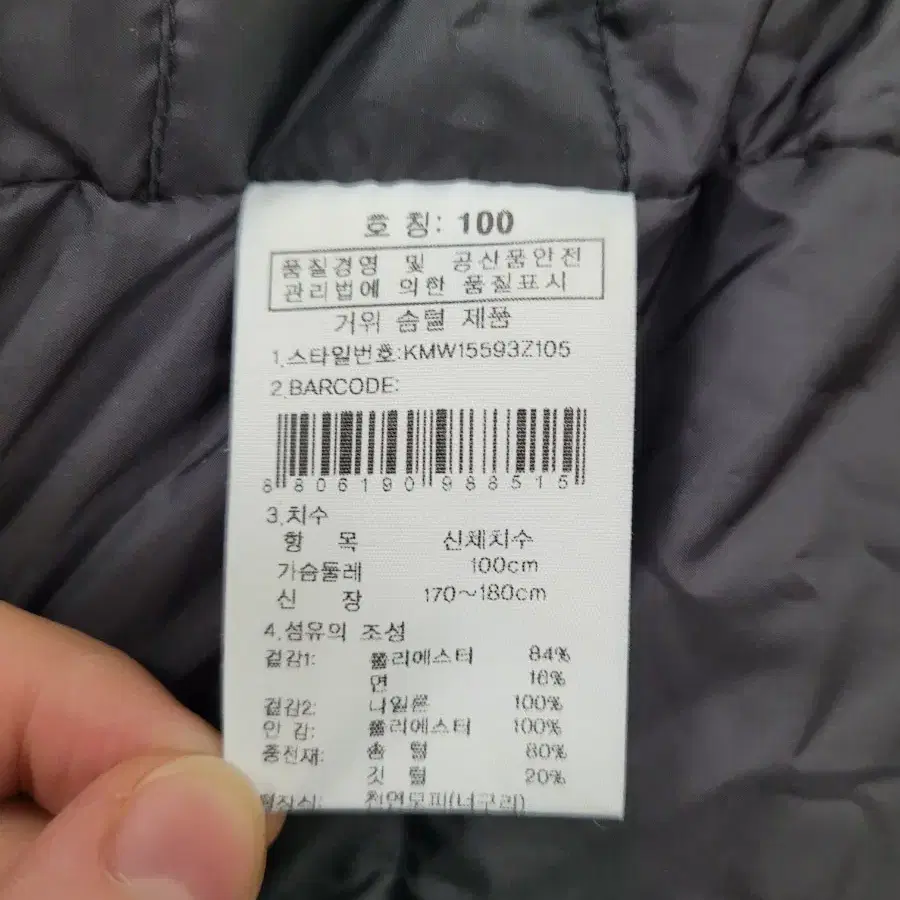 호 칭: 100
품질경영 및 공산품안전
관리법에 의한 품질표시
거위 솜털 제품
1.스타일번호:KMW15593Z105
2.BARCODE:
8 806190 988515
3.치수
항 목 신체치수
가슴둘레 100cm
신 장 170~180cm
4.섬유의 조성
겉감1: 폴리에스터 84%
면 16%
겉감2: 나일론 100%
안 감: 폴리에스터 100%
충전재: 솜 털 80%
깃 털 20%
털장식: 천연모피(너구리)